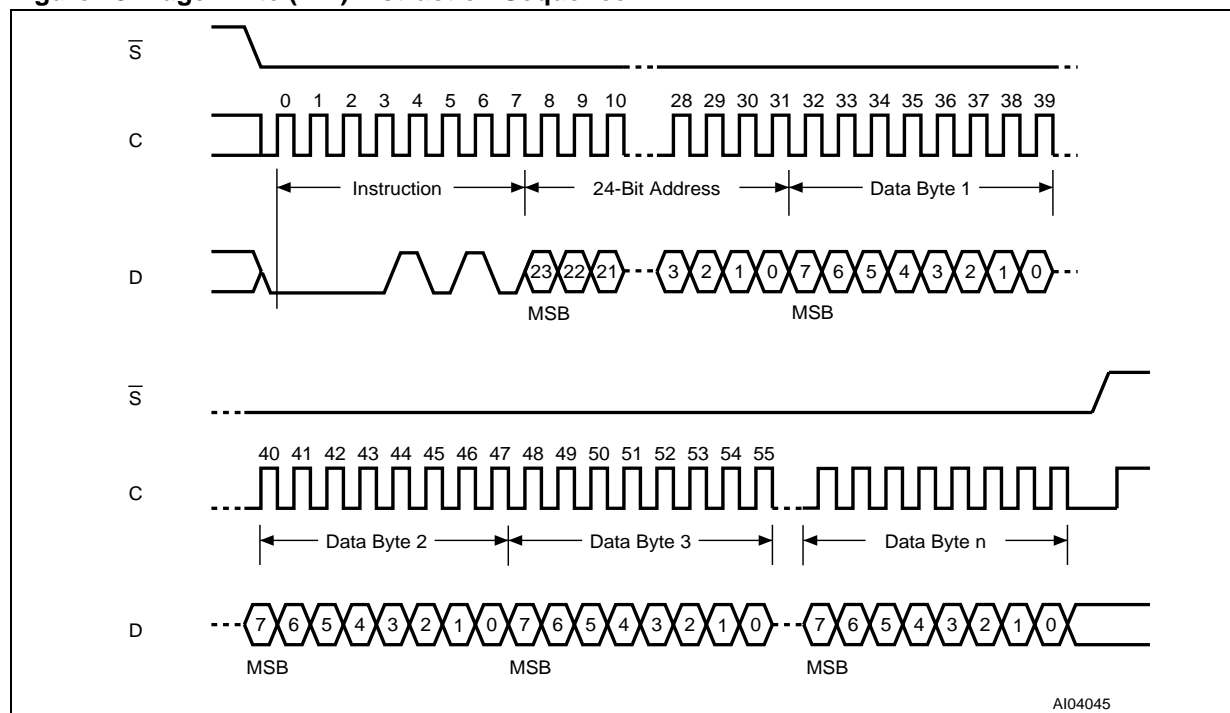 S
0 1 2 3 4 5 6 7 8 9 10 28 29 30 31 32 33 34 35 36 37 38 39
C
Instruction 24-Bit Address Data Byte 1
D 23 22 21 3 2 1 0 7 6 5 4 3 2 1 0
MSB MSB
S
40 41 42 43 44 45 46 47 48 49 50 51 52 53 54 55
C
Data Byte 2 Data Byte 3 Data Byte n
D 7 6 5 4 3 2 1 0 7 6 5 4 3 2 1 0 7 6 5 4 3 2 1 0
MSB MSB MSB
AI04045